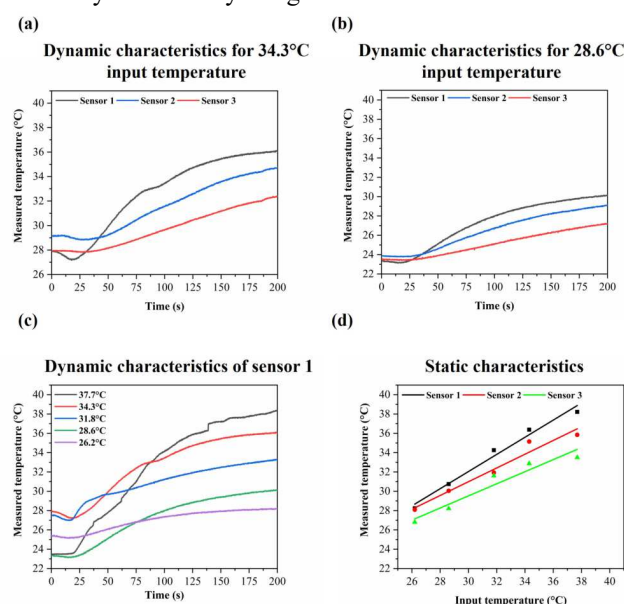 (a)
Dynamic characteristics for 34.3°C
input temperature
Sensor 1 Sensor 2 Sensor 3
Measured temperature (°C)
40
38
36
34
32
30
28
26
0 25 50 75 100 125 150 175 200
Time (s)
(b)
Dynamic characteristics for 28.6°C
input temperature
Sensor 1 Sensor 2 Sensor 3
Measured temperature (°C)
40
38
36
34
32
30
28
26
24
22
0 25 50 75 100 125 150 175 200
Time (s)
(c)
Dynamic characteristics of sensor 1
37.7°C
34.3°C
31.8°C
28.6°C
26.2°C
Measured temperature (°C)
40
38
36
34
32
30
28
26
24
22
0 25 50 75 100 125 150 175 200
Time (s)
(d)
Static characteristics
Sensor 1 Sensor 2 Sensor 3
Measured temperature (°C)
40
38
36
34
32
30
28
26
24
22
26 28 30 32 34 36 38 40
Input temperature (°C)